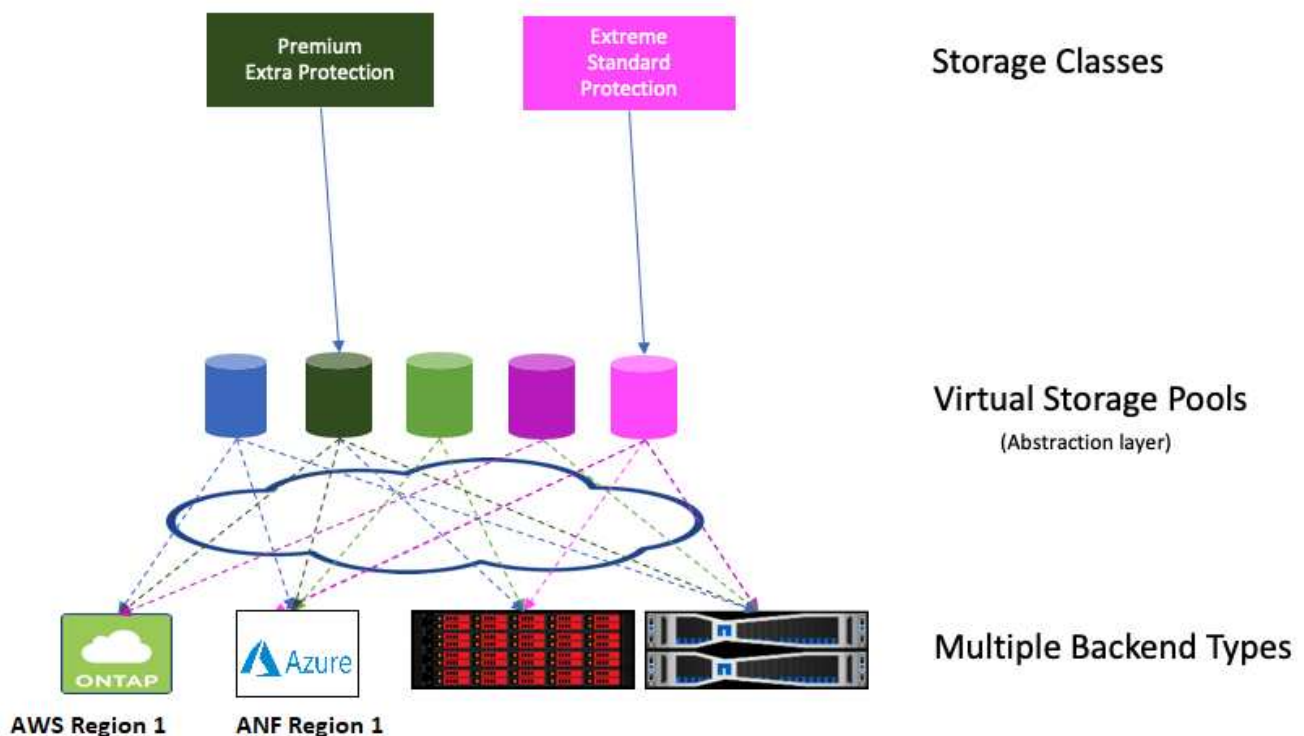 Premium
Extra Protection
Extreme
Standard
Protection
Storage Classes
Virtual Storage Pools
(Abstraction layer)
ONTAP
Azure
Multiple Backend Types
AWS Region 1
ANF Region 1